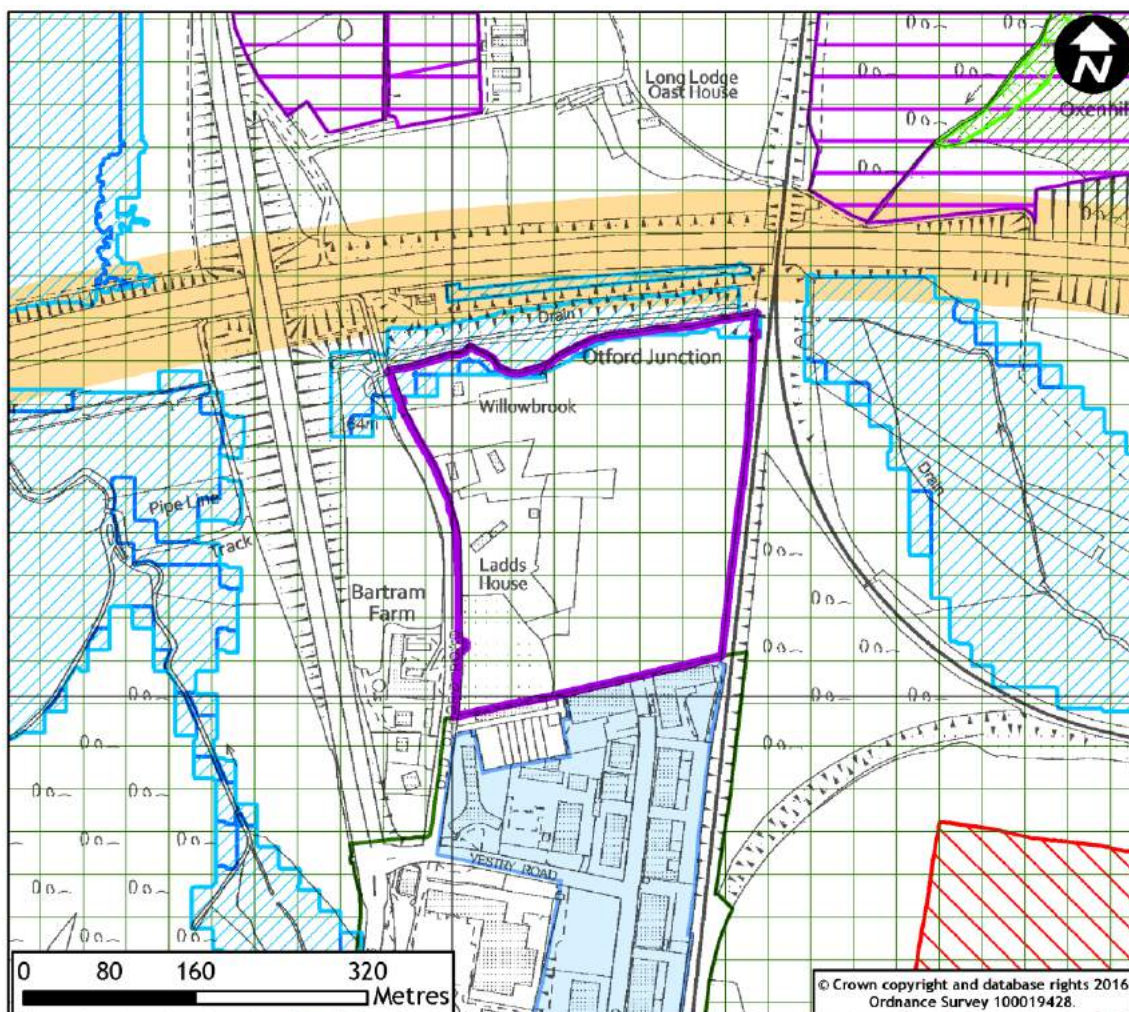 N
Long Lodge
Oast House
Oxenhill
Drain
Otford Junction
Willowbrook
64m
Pipe Line
Track
Drain
Ladds
House
Bartram
Farm
VESTRY ROAD
0 80 160 320
Metres
© Crown copyright and database rights 2016
Ordnance Survey 100019428.